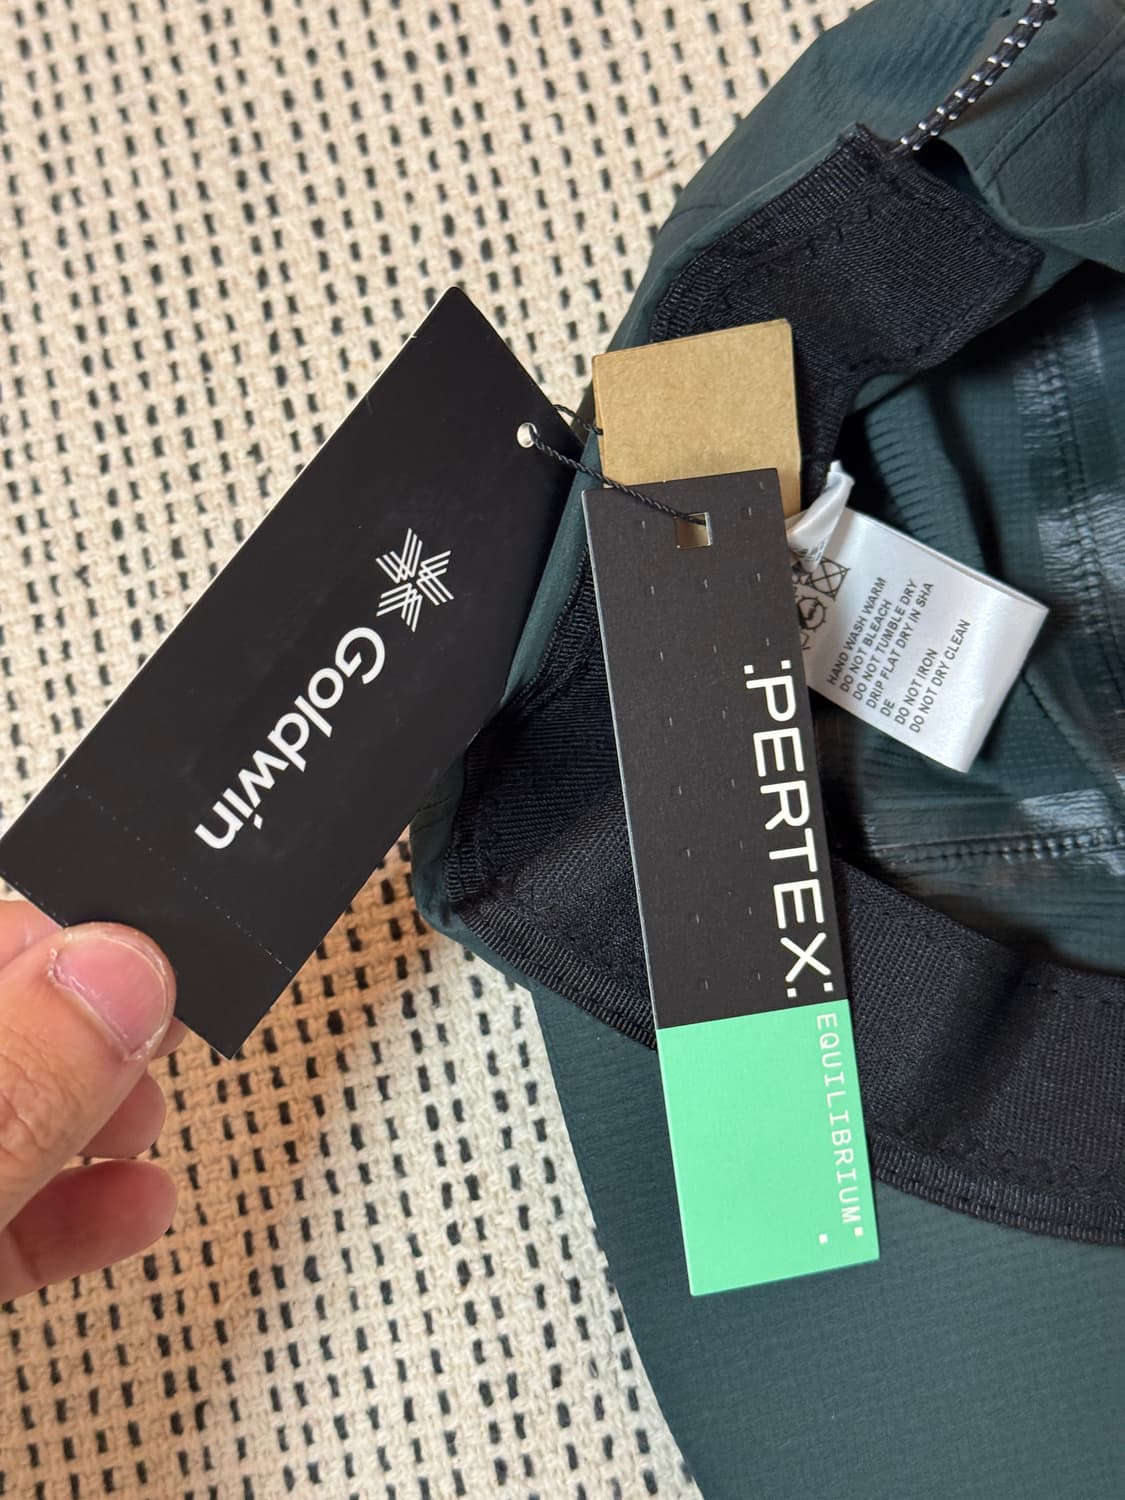 Goldwin
PERTEX
EQUILIBRIUM
HAND WASH WARM
DO NOT BLEACH
DO NOT TUMBLE DRY
DRIP FLAT DRY IN SHA
DE
DO NOT IRON
DO NOT DRY CLEAN